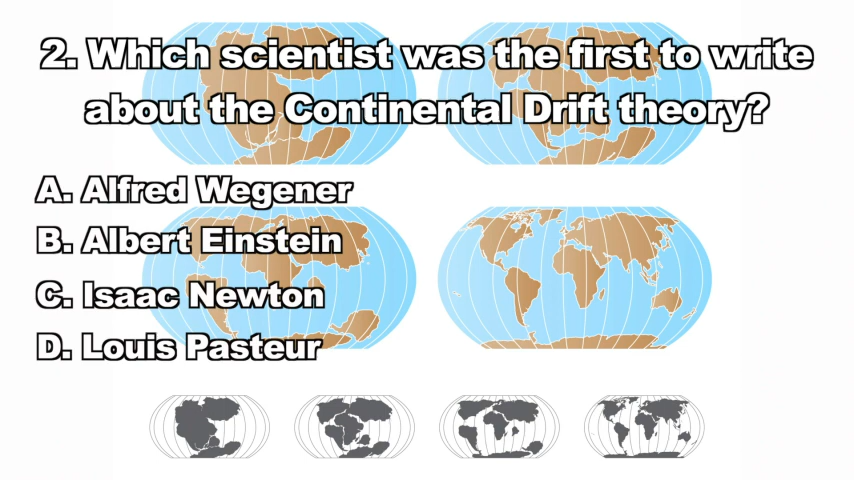 2. Which scientist was the first to write
about the Continental Drift theory?
A. Alfred Wegener
B. Albert Einstein
C. Isaac Newton
D. Louis Pasteur